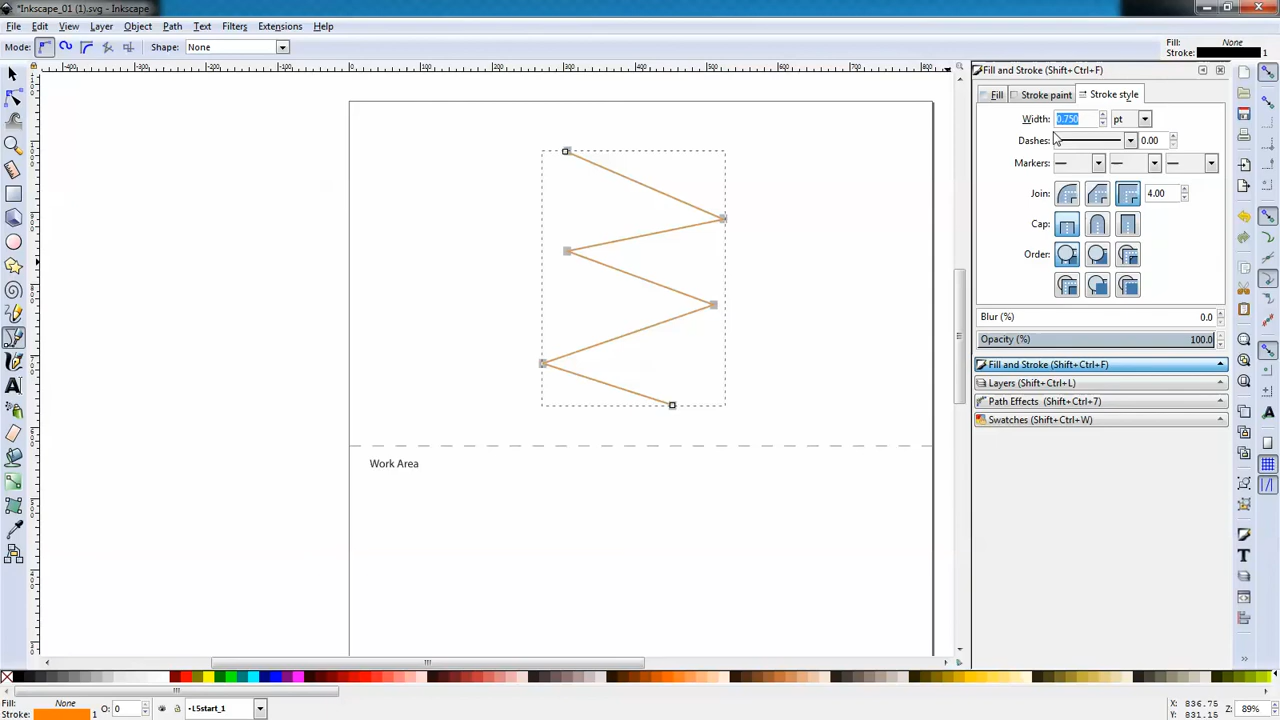 *Inkscape_01 (1).svg - Inkscape
File Edit View Layer Object Path Text Filters Extensions Help
Mode: Shape: None
Fill: None
Stroke: 1
Fill and Stroke (Shift+Ctrl+F)
Fill Stroke paint Stroke style
Width: 0.750 pt
Dashes: 0.00
Markers:
Join: 4.00
Cap:
Order:
Blur (%) 0.0
Opacity (%) 100.0
Fill and Stroke (Shift+Ctrl+F)
Layers (Shift+Ctrl+L)
Path Effects (Shift+Ctrl+7)
Swatches (Shift+Ctrl+W)
Work Area
Fill: None
Stroke: 1
O: 0
•LSstart_1
X: 836.75
Y: 831.15
Z: 89%